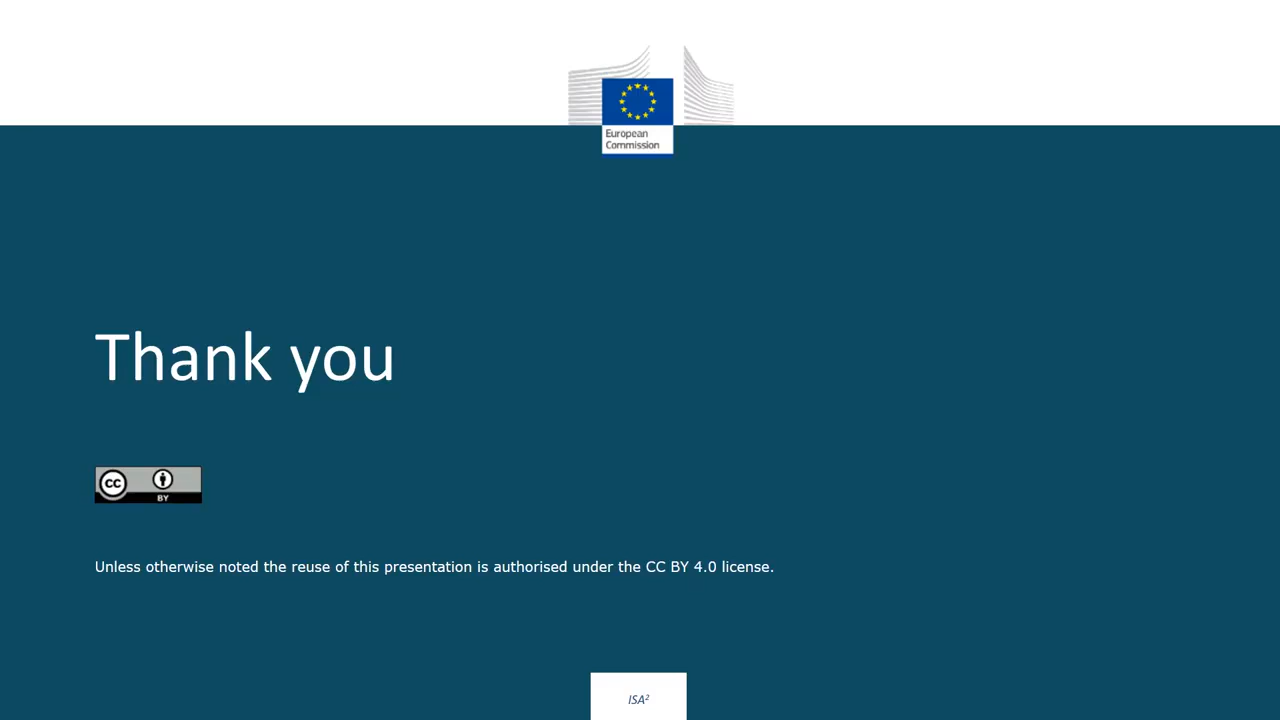 European
Commission
Thank you
cc
BY
Unless otherwise noted the reuse of this presentation is authorised under the CC BY 4.0 license.
ISA²